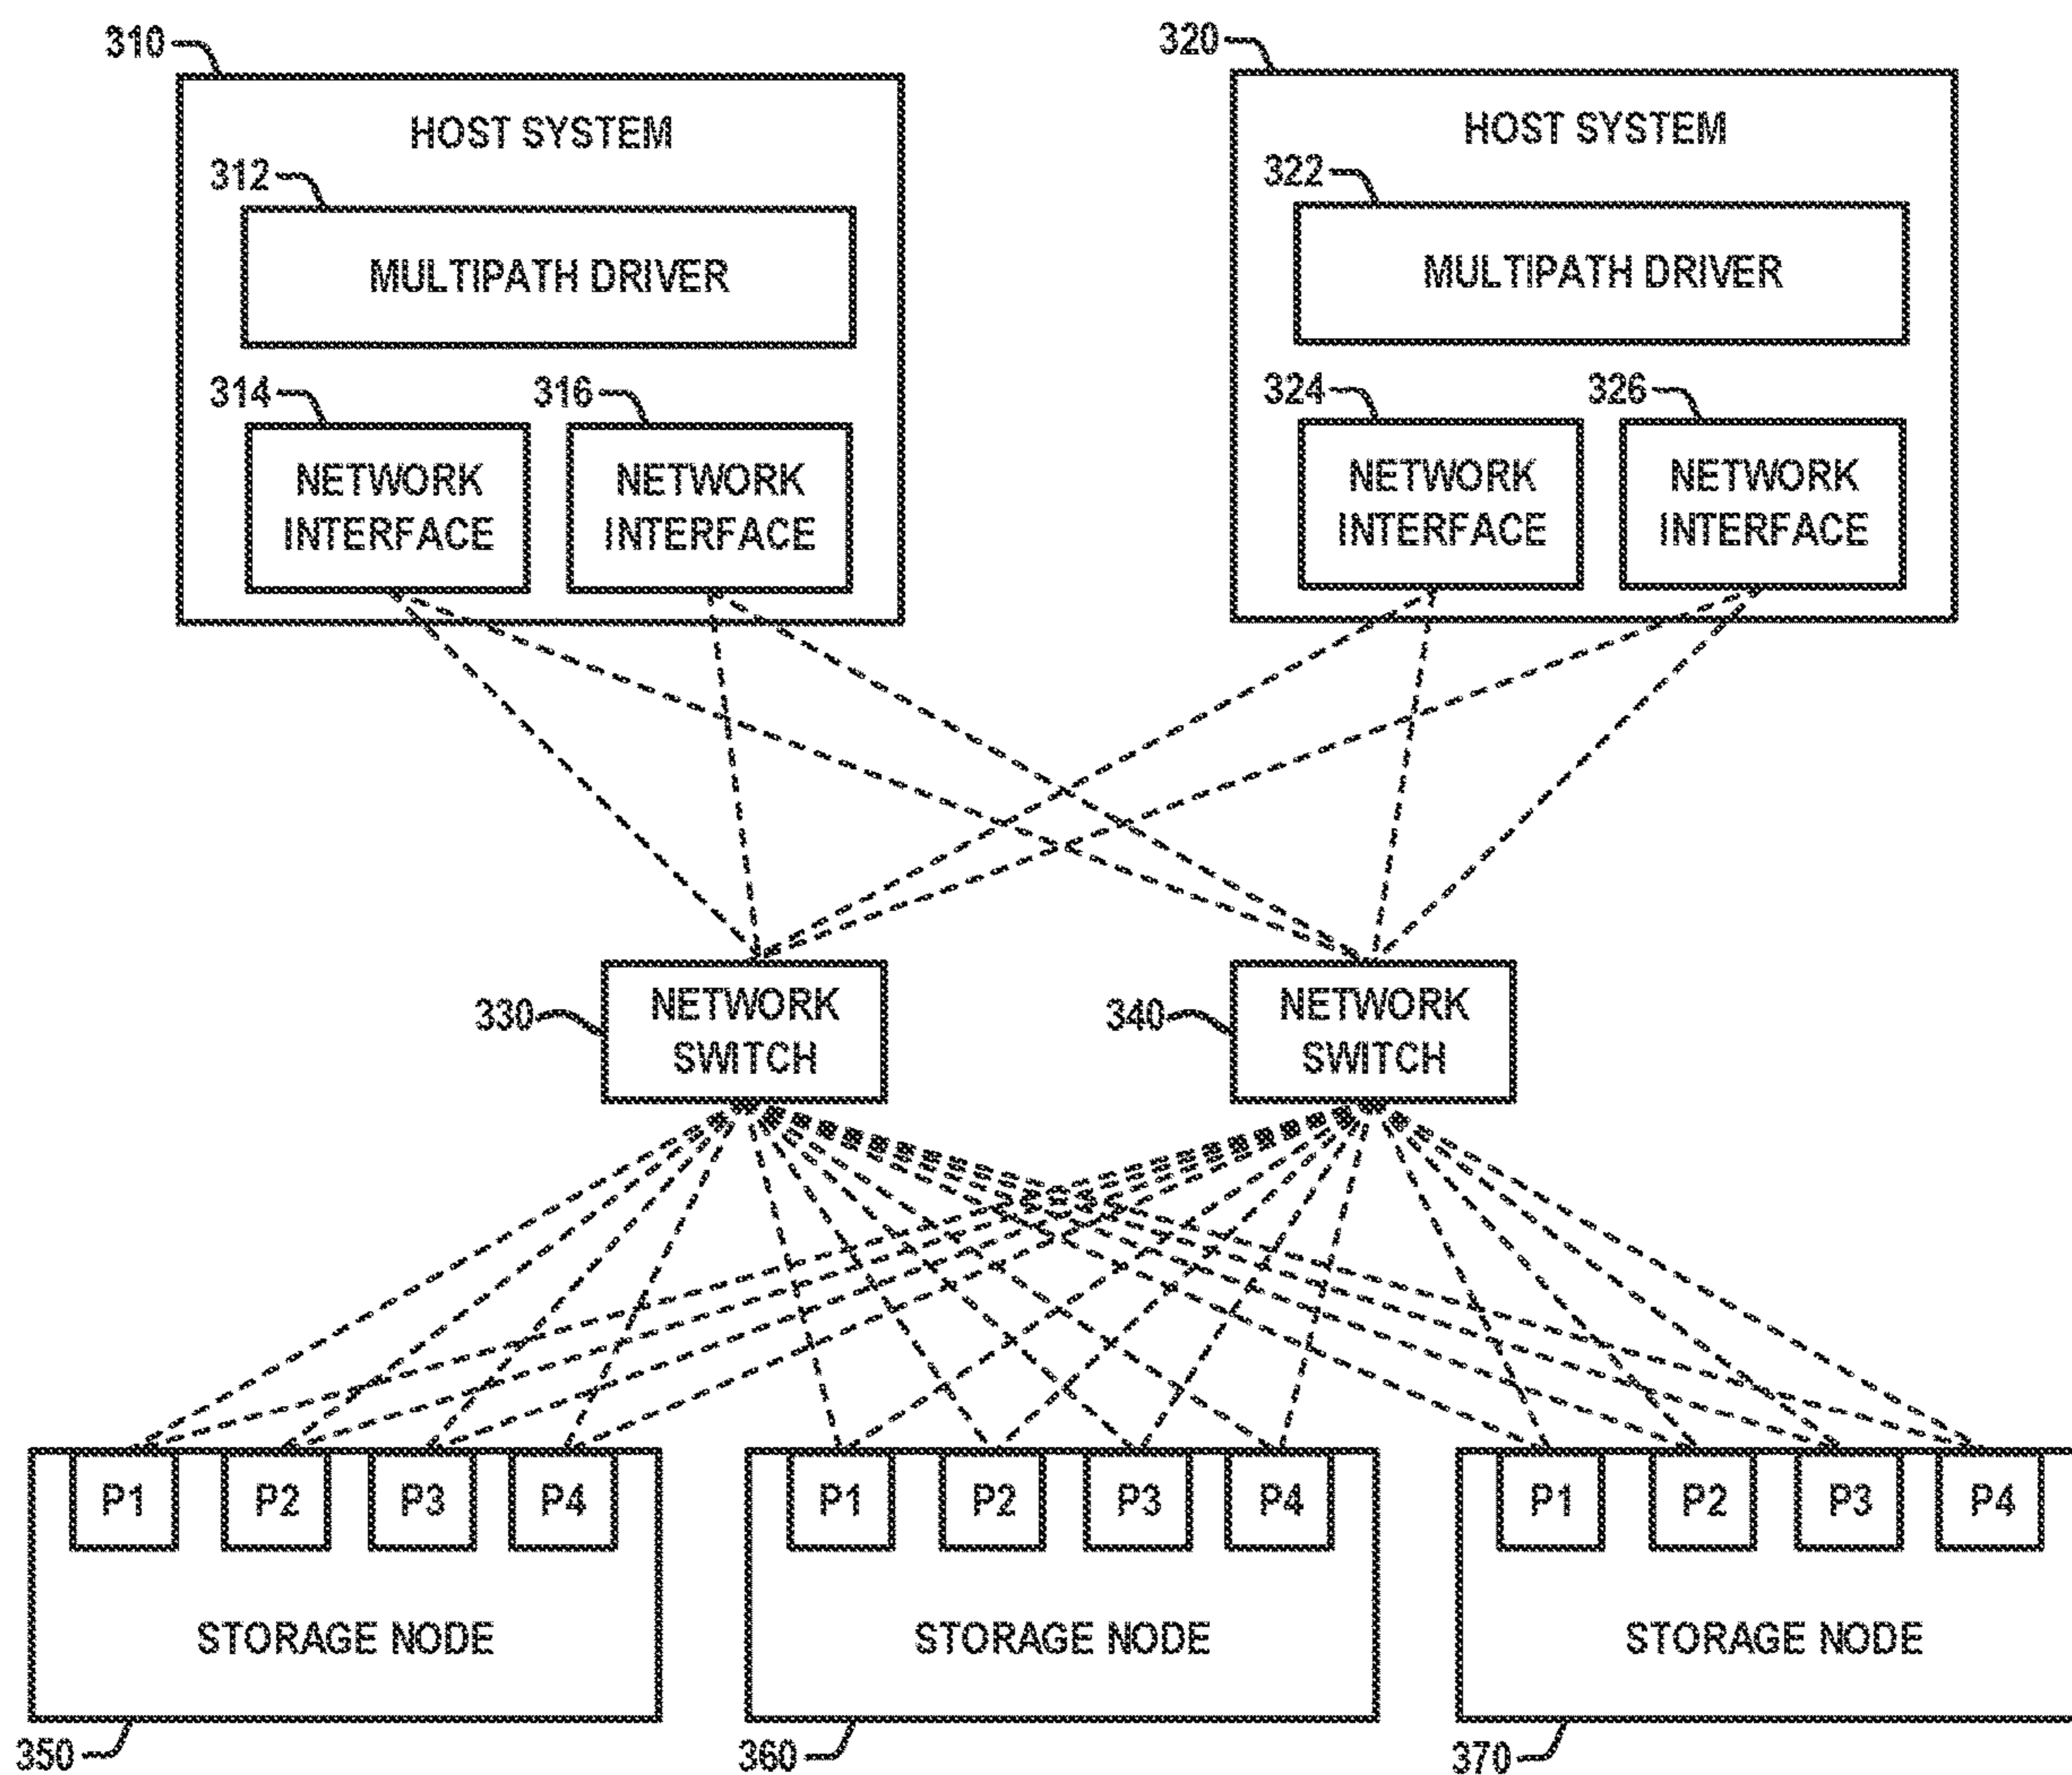 310
320
HOST SYSTEM
HOST SYSTEM
312
322
MULTIPATH DRIVER
MULTIPATH DRIVER
314
316
324
326
NETWORK
INTERFACE
NETWORK
INTERFACE
NETWORK
INTERFACE
NETWORK
INTERFACE
330
NETWORK
SWITCH
340
NETWORK
SWITCH
P1
P2
P3
P4
P1
P2
P3
P4
P1
P2
P3
P4
STORAGE NODE
STORAGE NODE
STORAGE NODE
350
360
370